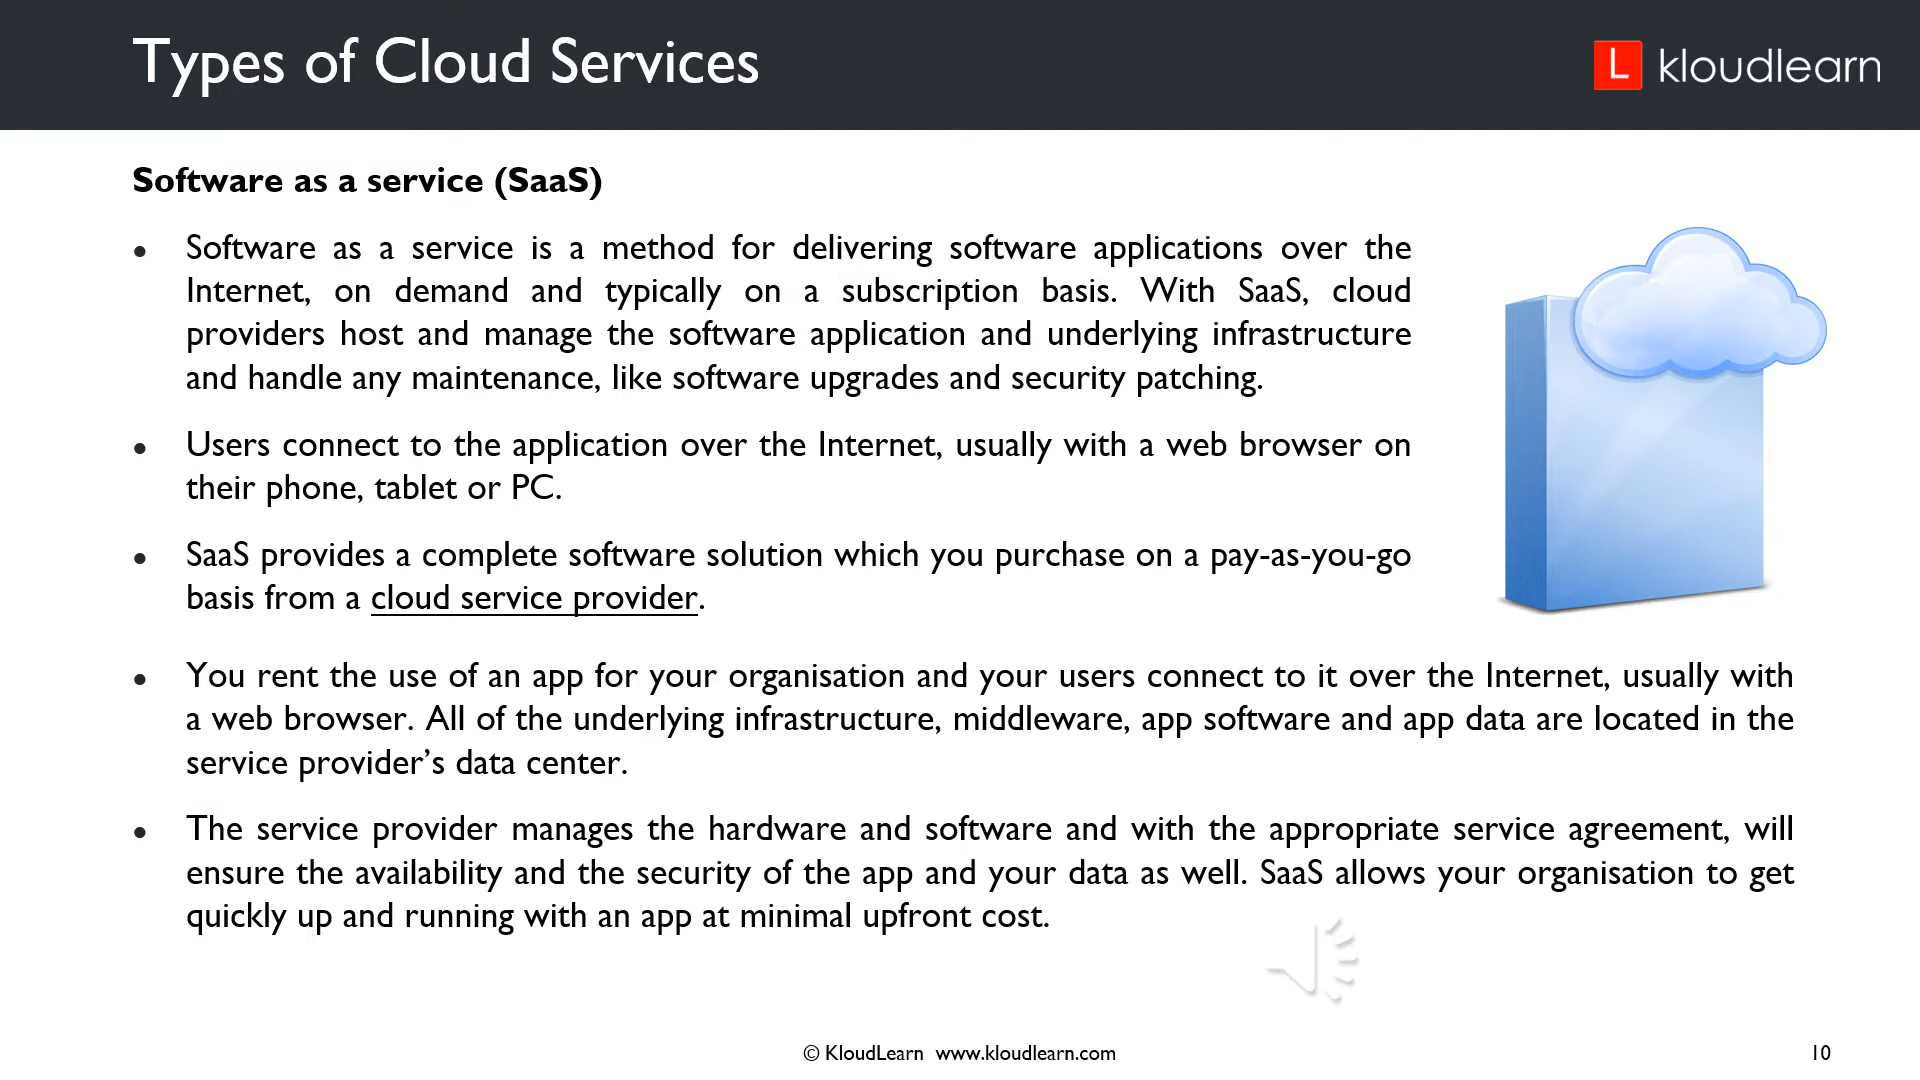 Types of Cloud Services
L kloudlearn
Software as a service (SaaS)
• Software as a service is a method for delivering software applications over the
Internet, on demand and typically on a subscription basis. With SaaS, cloud
providers host and manage the software application and underlying infrastructure
and handle any maintenance, like software upgrades and security patching.
• Users connect to the application over the Internet, usually with a web browser on
their phone, tablet or PC.
• SaaS provides a complete software solution which you purchase on a pay-as-you-go
basis from a cloud service provider.
• You rent the use of an app for your organisation and your users connect to it over the Internet, usually with
a web browser. All of the underlying infrastructure, middleware, app software and app data are located in the
service provider’s data center.
• The service provider manages the hardware and software and with the appropriate service agreement, will
ensure the availability and the security of the app and your data as well. SaaS allows your organisation to get
quickly up and running with an app at minimal upfront cost.
© KloudLearn www.kloudlearn.com
10